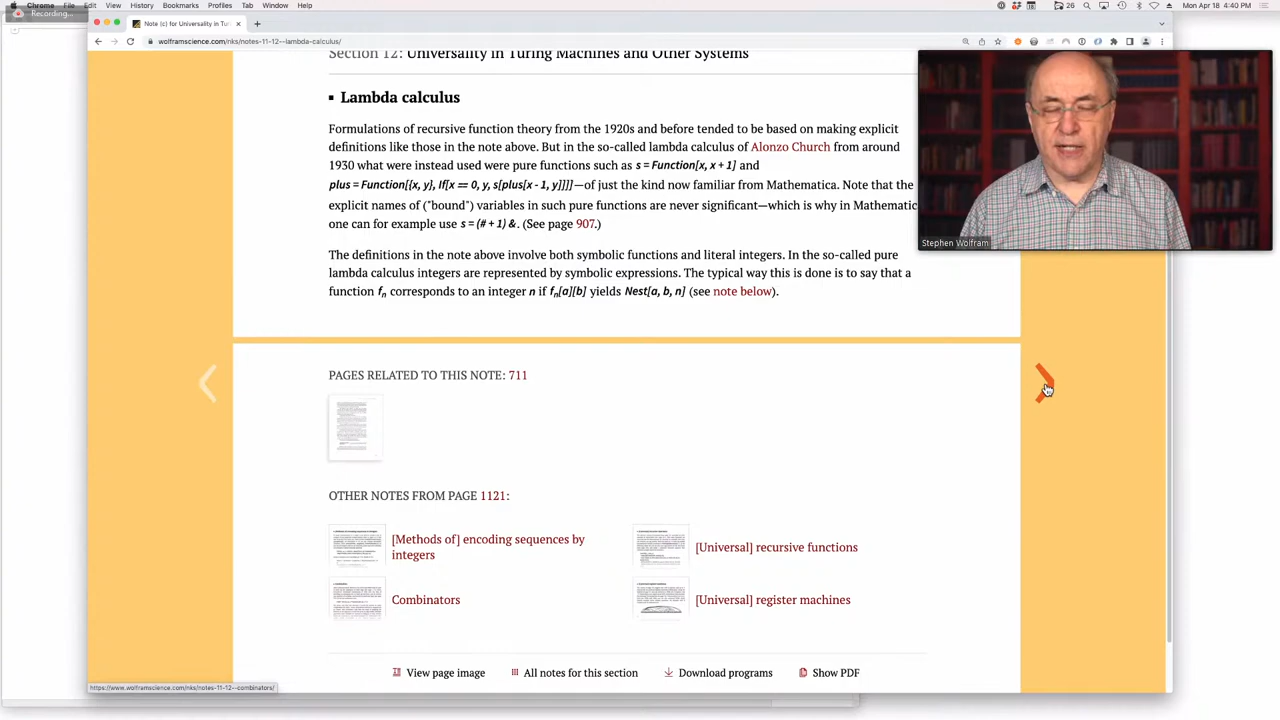 Chrome File Edit View History Bookmarks Profiles Tab Window Help
26
Mon Apr 18 4:40 PM
Recording...
Note (c) for Universality in Tur
wolframscience.com/nks/notes-11-12--lambda-calculus/
Section 12: Universality in Turing Machines and Other Systems
▪ Lambda calculus
Formulations of recursive function theory from the 1920s and before tended to be based on making explicit
definitions like those in the note above. But in the so-called lambda calculus of Alonzo Church from around
1930 what were instead used were pure functions such as s = Function[x, x + 1] and
plus = Function[{x, y}, If[x == 0, y, s[plus[x - 1, y]]]]—of just the kind now familiar from Mathematica. Note that the
explicit names of ("bound") variables in such pure functions are never significant—which is why in Mathematic
one can for example use s = (# + 1) &. (See page 907.)
The definitions in the note above involve both symbolic functions and literal integers. In the so-called pure
lambda calculus integers are represented by symbolic expressions. The typical way this is done is to say that a
function fn corresponds to an integer n if fn[a][b] yields Nest[a, b, n] (see note below).
Stephen Wolfram
PAGES RELATED TO THIS NOTE: 711
OTHER NOTES FROM PAGE 1121:
[Methods of] encoding sequences by
integers
[Universal] recursive functions
Combinators
[Universal] register machines
View page image
All notes for this section
Download programs
Show PDF
https://www.wolframscience.com/nks/notes-11-12--combinators/